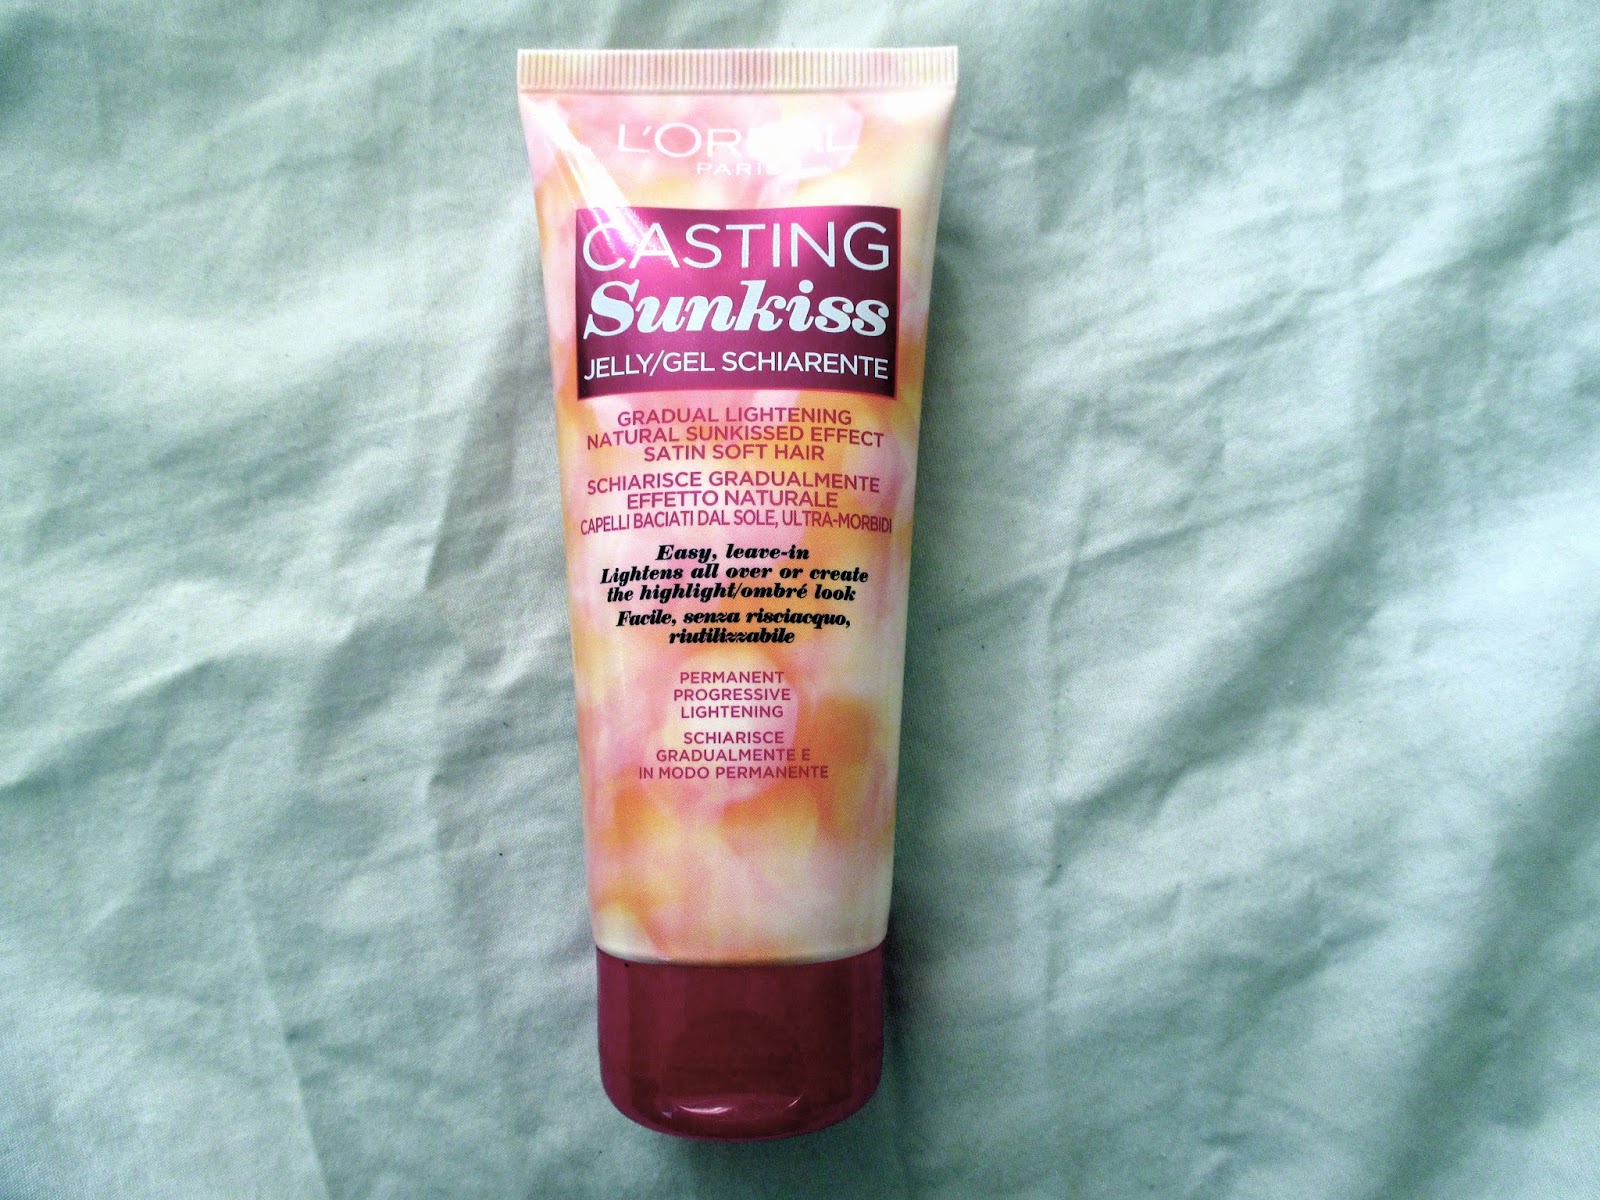 L'ORÉAL
PARIS
CASTING
Sunkiss
JELLY/GEL SCHIARENTE
GRADUAL LIGHTENING
NATURAL SUNKISSED EFFECT
SATIN SOFT HAIR
SCHIARISCE GRADUALMENTE
EFFETTO NATURALE
CAPELLI BACIATI DAL SOLE, ULTRA-MORBIDI
Easy, leave-in
Lightens all over or create
the highlight/ombré look
Facile, senza risciacquo,
riutilizzabile
PERMANENT
PROGRESSIVE
LIGHTENING
SCHIARISCE
GRADUALMENTE E
IN MODO PERMANENTE